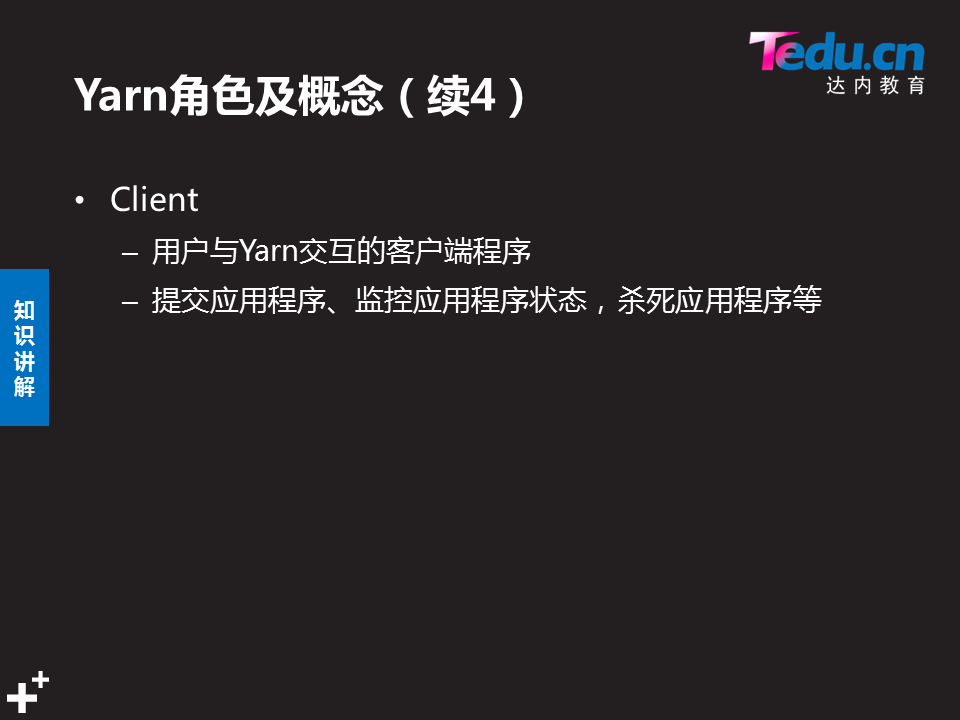 Tedu.cn
达内教育
Yarn角色及概念（续4）
• Client
– 用户与Yarn交互的客户端程序
– 提交应用程序、监控应用程序状态，杀死应用程序等
知
识
讲
解